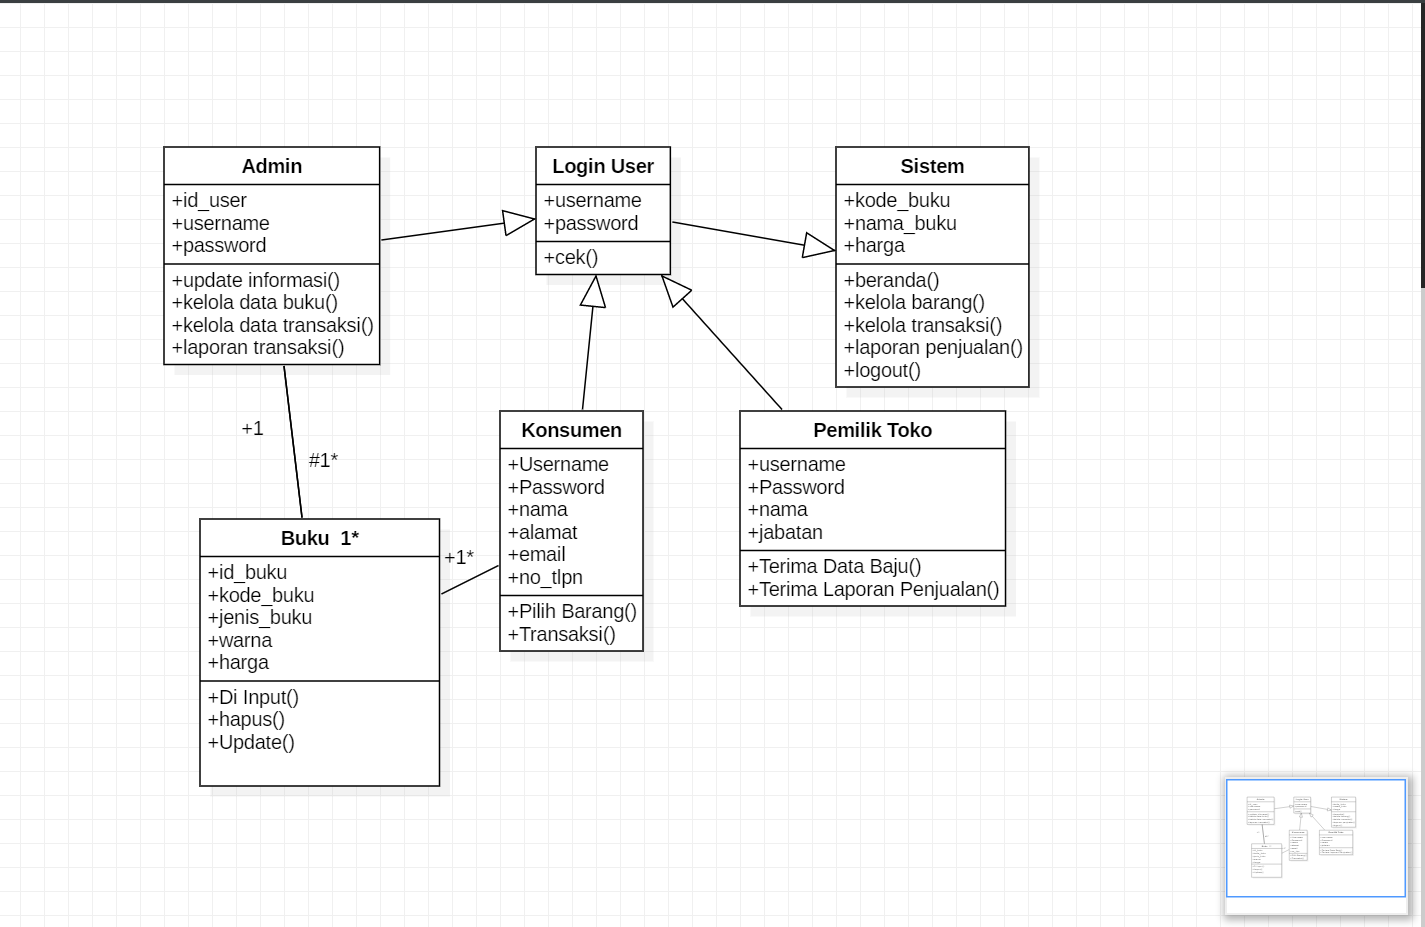 Admin
+id_user
+username
+password
+update informasi()
+kelola data buku()
+kelola data transaksi()
+laporan transaksi()
Login User
+username
+password
+cek()
Sistem
+kode_buku
+nama_buku
+harga
+beranda()
+kelola barang()
+kelola transaksi()
+laporan penjualan()
+logout()
+1
#1*
Buku  1*
+id_buku
+kode_buku
+jenis_buku
+warna
+harga
+Di Input()
+hapus()
+Update()
+1*
Konsumen
+Username
+Password
+nama
+alamat
+email
+no_tlpn
+Pilih Barang()
+Transaksi()
Pemilik Toko
+username
+Password
+nama
+jabatan
+Terima Data Baju()
+Terima Laporan Penjualan()